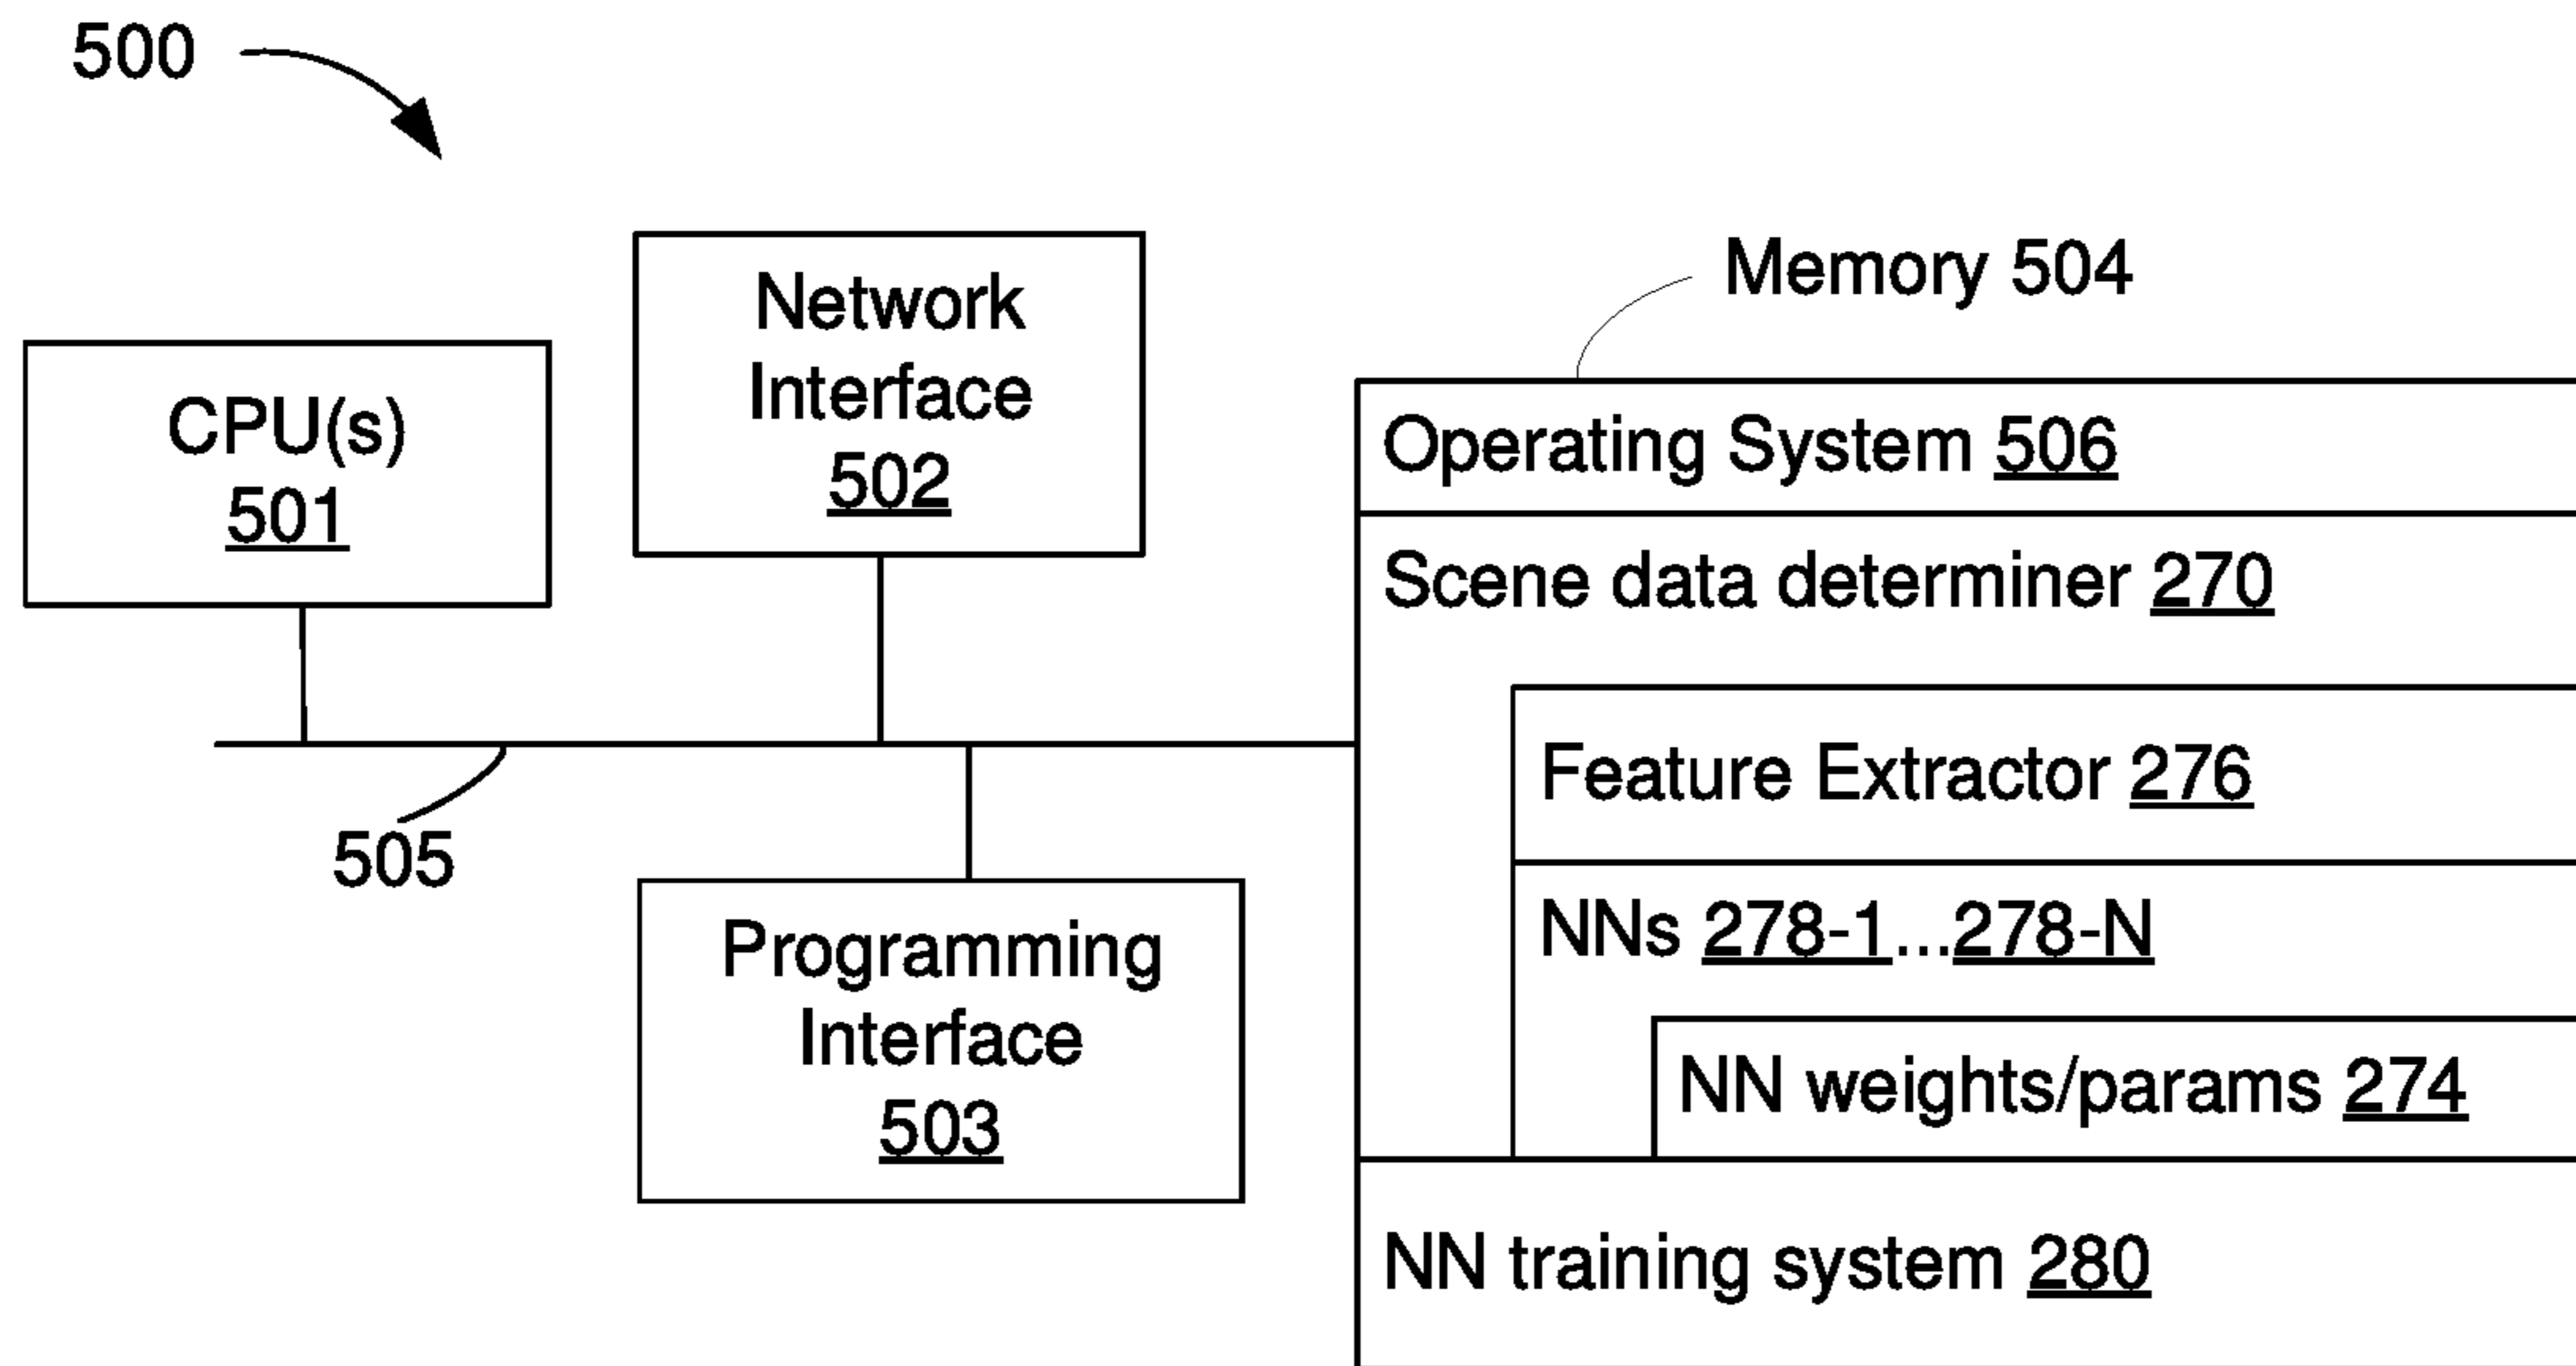 500
CPU(s)
501
Network
Interface
502
505
Programming
Interface
503
Memory 504
Operating System 506
Scene data determiner 270
Feature Extractor 276
NNs 278-1...278-N
NN weights/params 274
NN training system 280